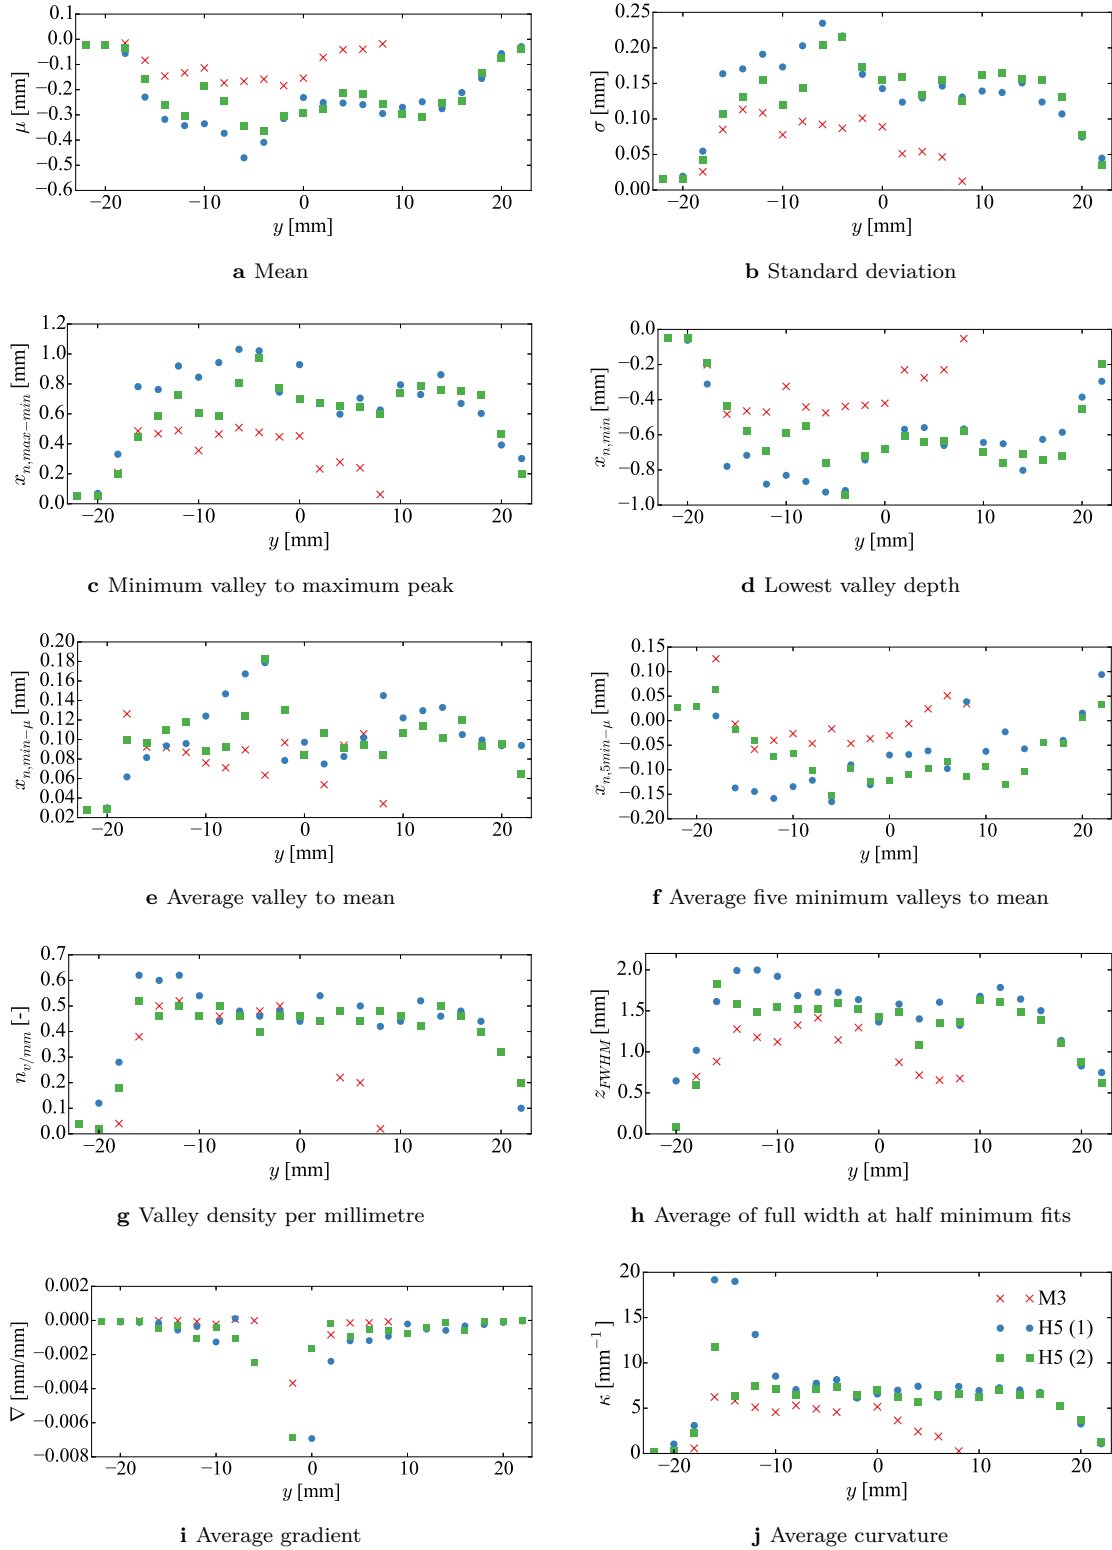 0.1
0.0
−0.1
−0.2
−0.3
−0.4
−0.5
−0.6
μ [mm]
−20 −10 0 10 20
y [mm]
a Mean
0.25
0.20
0.15
0.10
0.05
0.00
σ [mm]
−20 −10 0 10 20
y [mm]
b Standard deviation
1.2
1.0
0.8
0.6
0.4
0.2
0.0
x_{n,max−min} [mm]
−20 −10 0 10 20
y [mm]
c Minimum valley to maximum peak
0.0
−0.2
−0.4
−0.6
−0.8
−1.0
x_{n,min} [mm]
−20 −10 0 10 20
y [mm]
d Lowest valley depth
0.20
0.18
0.16
0.14
0.12
0.10
0.08
0.06
0.04
0.02
x_{n,min−μ} [mm]
−20 −10 0 10 20
y [mm]
e Average valley to mean
0.15
0.10
0.05
0.00
−0.05
−0.10
−0.15
−0.20
x_{n,5min−μ} [mm]
−20 −10 0 10 20
y [mm]
f Average five minimum valleys to mean
0.7
0.6
0.5
0.4
0.3
0.2
0.1
0.0
n_{v/mm} [-]
−20 −10 0 10 20
y [mm]
g Valley density per millimetre
2.0
1.5
1.0
0.5
0.0
z_{FWHM} [mm]
−20 −10 0 10 20
y [mm]
h Average of full width at half minimum fits
0.002
0.000
−0.002
−0.004
−0.006
−0.008
∇ [mm/mm]
−20 −10 0 10 20
y [mm]
i Average gradient
20
15
10
5
0
κ [mm⁻¹]
M3
H5 (1)
H5 (2)
−20 −10 0 10 20
y [mm]
j Average curvature